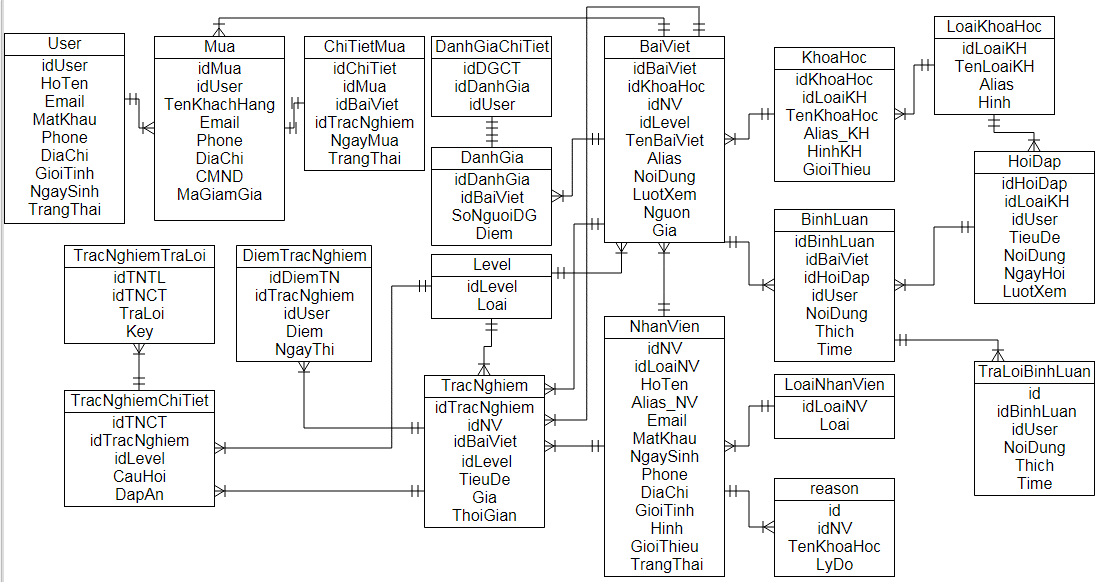 User
idUser
HoTen
Email
MatKhau
Phone
DiaChi
GioiTinh
NgaySinh
TrangThai
Mua
idMua
idUser
TenKhachHang
Email
Phone
DiaChi
CMND
MaGiamGia
ChiTietMua
idChiTiet
idMua
idBaiViet
idTracNghiem
NgayMua
TrangThai
DanhGiaChiTiet
idDGCT
idDanhGia
idUser
DanhGia
idDanhGia
idBaiViet
SoNguoiDG
Diem
BaiViet
idBaiViet
idKhoaHoc
idNV
idLevel
TenBaiViet
Alias
NoiDung
LuotXem
Nguon
Gia
KhoaHoc
idKhoaHoc
idLoaiKH
TenKhoaHoc
Alias_KH
HinhKH
GioiThieu
LoaiKhoaHoc
idLoaiKH
TenLoaiKH
Alias
Hinh
HoiDap
idHoiDap
idLoaiKH
idUser
TieuDe
NoiDung
NgayHoi
LuotXem
BinhLuan
idBinhLuan
idBaiViet
idHoiDap
idUser
NoiDung
Thich
Time
TracNghiemTraLoi
idTNTL
idTNCT
TraLoi
Key
DiemTracNghiem
idDiemTN
idTracNghiem
idUser
Diem
NgayThi
Level
idLevel
Loai
NhanVien
idNV
idLoaiNV
HoTen
Alias_NV
Email
MatKhau
NgaySinh
Phone
DiaChi
GioiTinh
Hinh
GioiThieu
TrangThai
TracNghiemChiTiet
idTNCT
idTracNghiem
idLevel
CauHoi
DapAn
TracNghiem
idTracNghiem
idNV
idBaiViet
idLevel
TieuDe
Gia
ThoiGian
LoaiNhanVien
idLoaiNV
Loai
TraLoiBinhLuan
id
idBinhLuan
idUser
NoiDung
Thich
Time
reason
id
idNV
TenKhoaHoc
LyDo